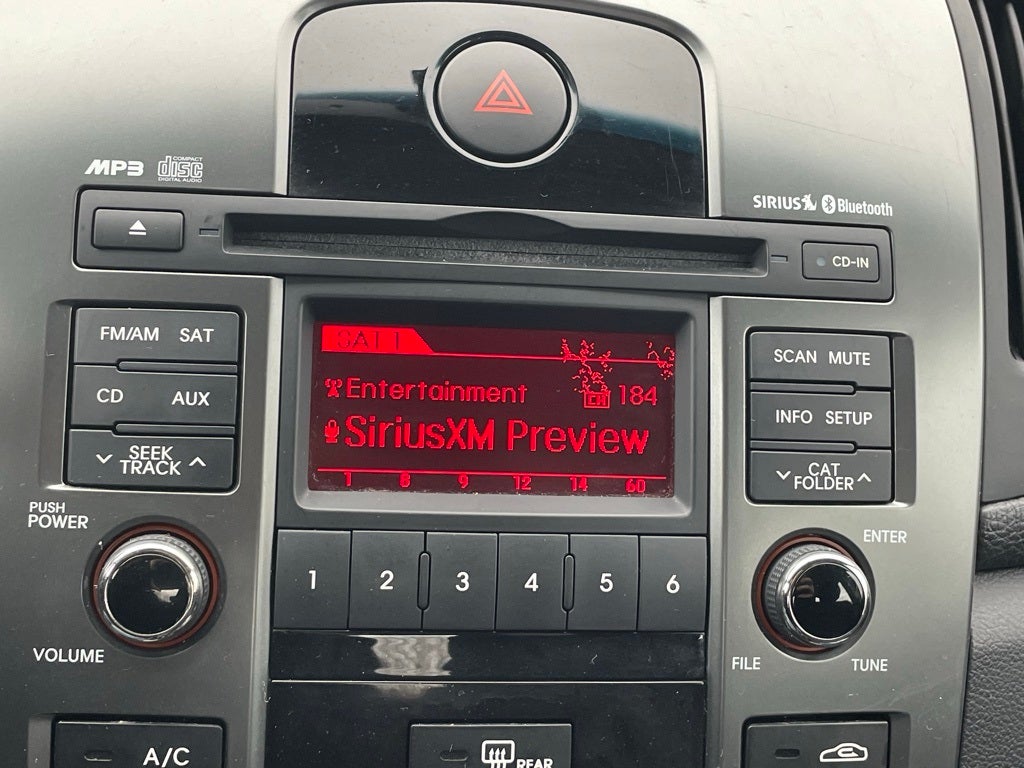 MP3 COMPACT disc DIGITAL AUDIO
SIRIUS Bluetooth
CD-IN
FM/AM SAT
CD AUX
SEEK
TRACK
PUSH
POWER
VOLUME
SAT1
Entertainment CH 184
SiriusXM Preview
1 8 9 12 14 60
1 2 3 4 5 6
SCAN MUTE
INFO SETUP
CAT
FOLDER
ENTER
FILE TUNE
A/C
REAR